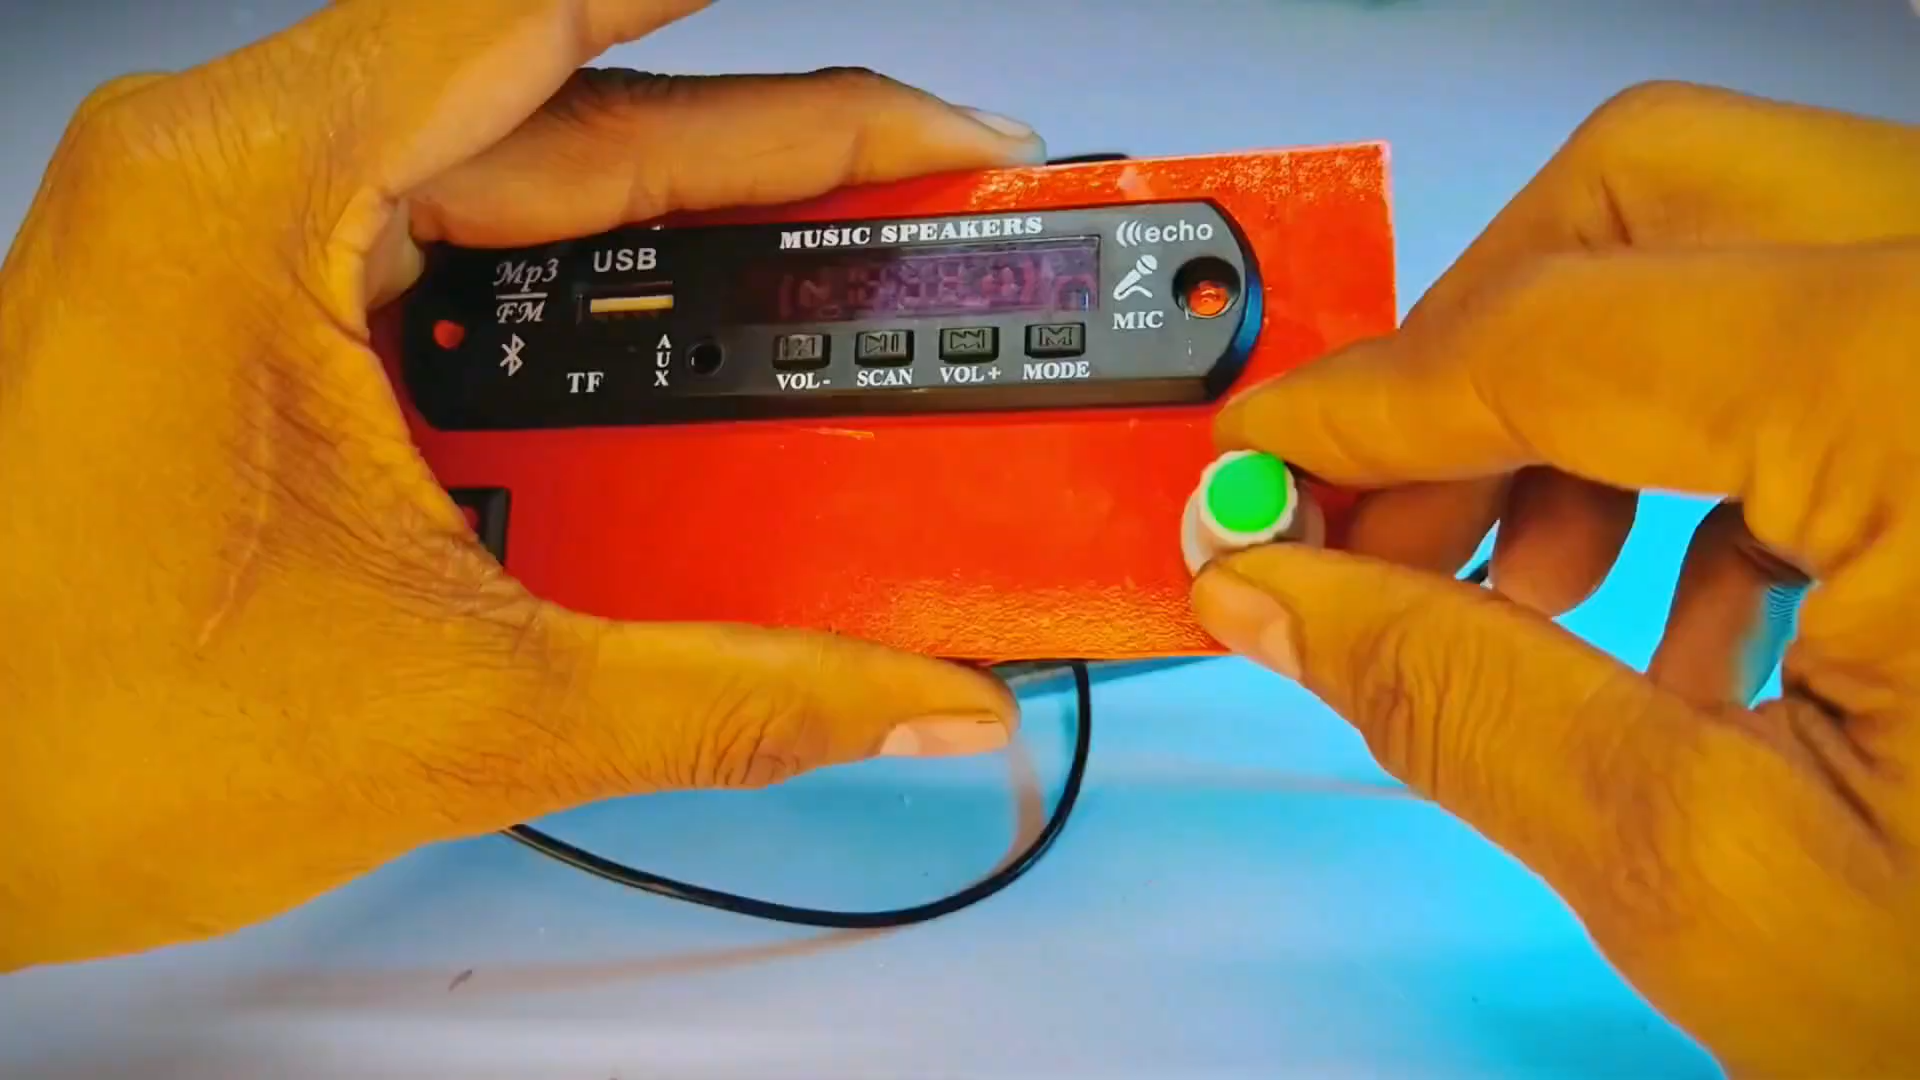 MUSIC SPEAKERS
((( echo
Mp3
FM
USB
MIC
TF
AUX
VOL-
SCAN
VOL+
MODE